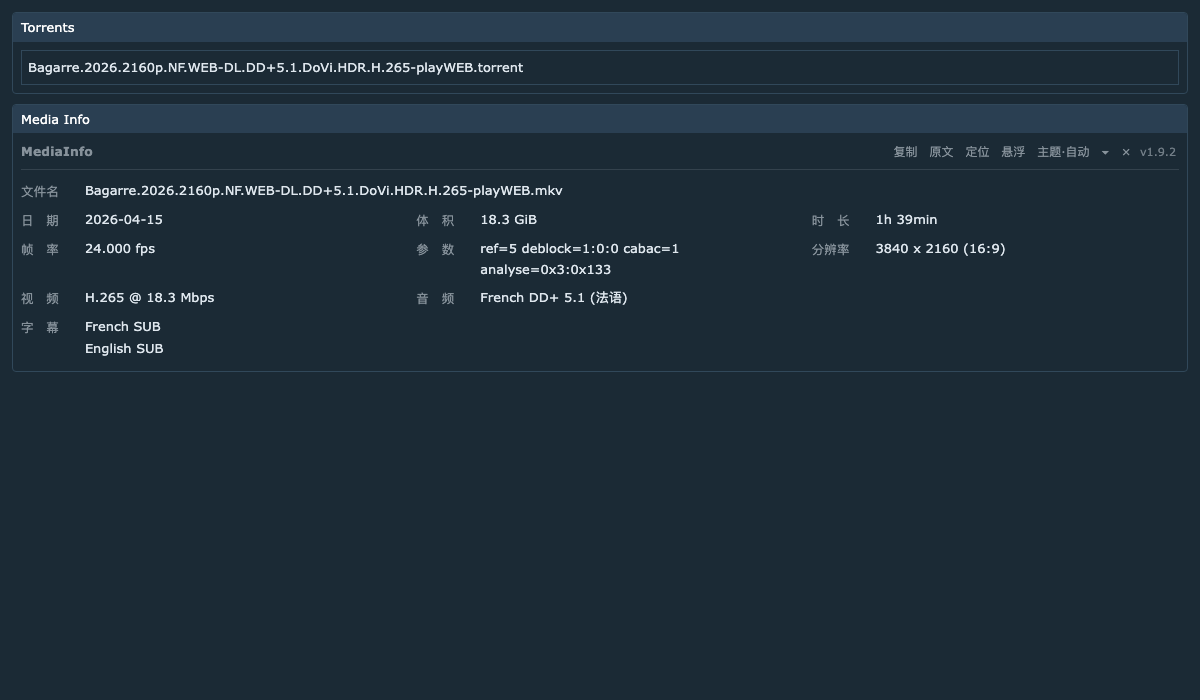 Torrents
Bagarre.2026.2160p.NF.WEB-DL.DD+5.1.DoVi.HDR.H.265-playWEB.torrent
Media Info
MediaInfo 复制 原文 定位 悬浮 主题·自动 × v1.9.2
文件名 Bagarre.2026.2160p.NF.WEB-DL.DD+5.1.DoVi.HDR.H.265-playWEB.mkv
日 期 2026-04-15 体 积 18.3 GiB 时 长 1h 39min
帧 率 24.000 fps 参 数 ref=5 deblock=1:0:0 cabac=1 分辨率 3840 x 2160 (16:9)
analyse=0x3:0x133
视 频 H.265 @ 18.3 Mbps 音 频 French DD+ 5.1 (法语)
字 幕 French SUB
English SUB